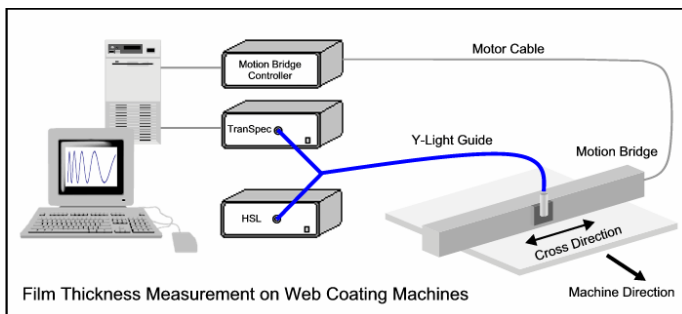 Motion Bridge
Controller
Motor Cable
TranSpec
Y-Light Guide
Motion Bridge
HSL
Cross Direction
Film Thickness Measurement on Web Coating Machines
Machine Direction